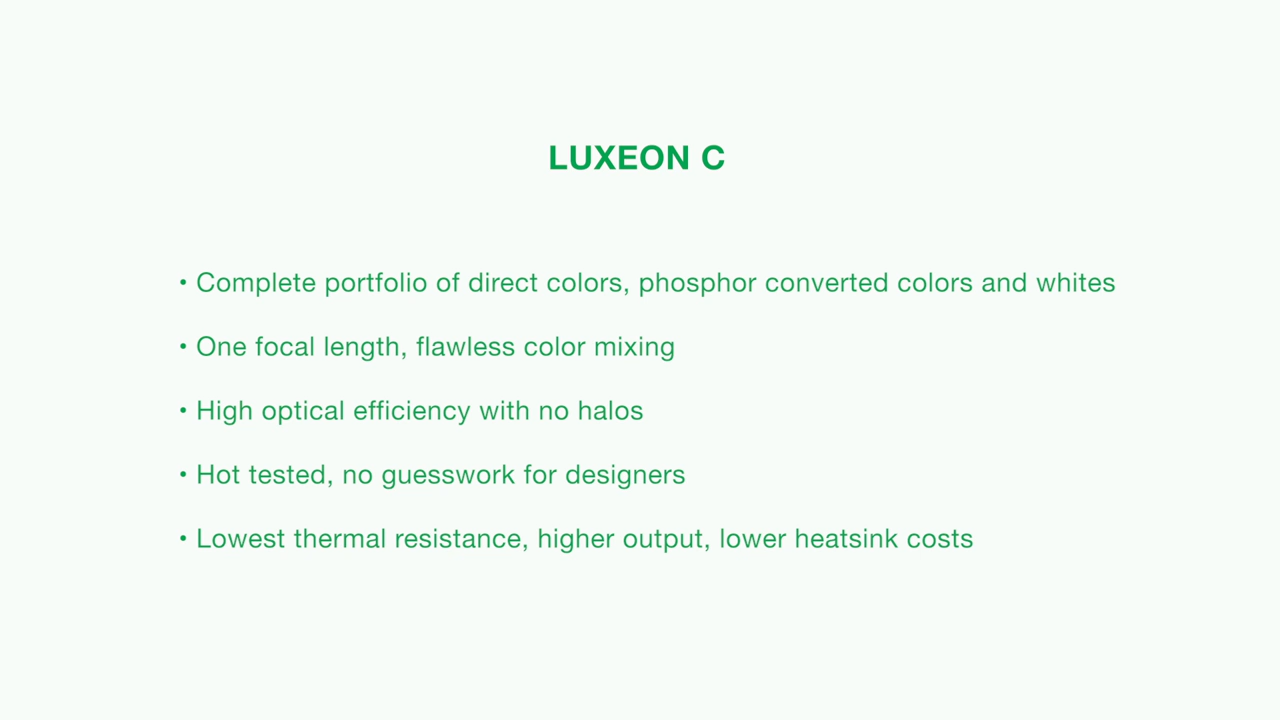 LUXEON C
• Complete portfolio of direct colors, phosphor converted colors and whites
• One focal length, flawless color mixing
• High optical efficiency with no halos
• Hot tested, no guesswork for designers
• Lowest thermal resistance, higher output, lower heatsink costs